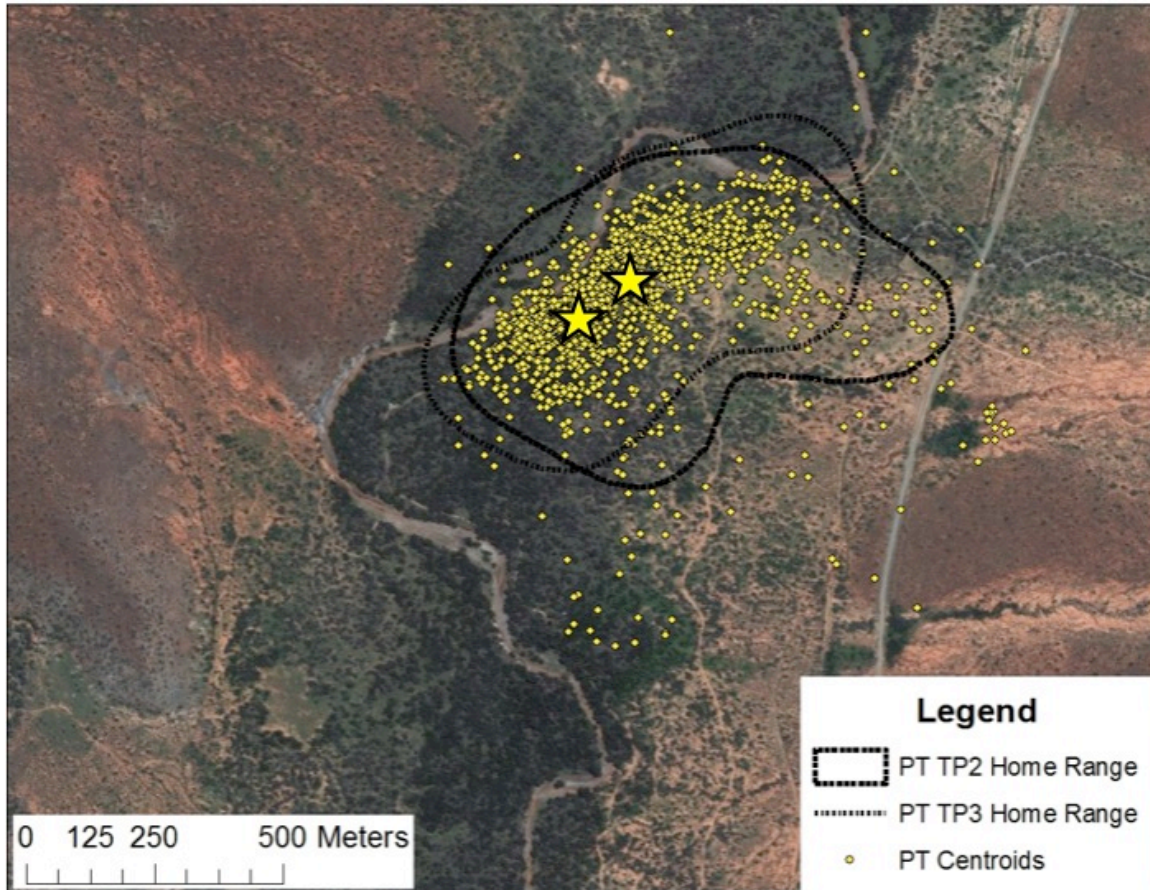 Legend
PT TP2 Home Range
PT TP3 Home Range
PT Centroids
0 125 250 500 Meters